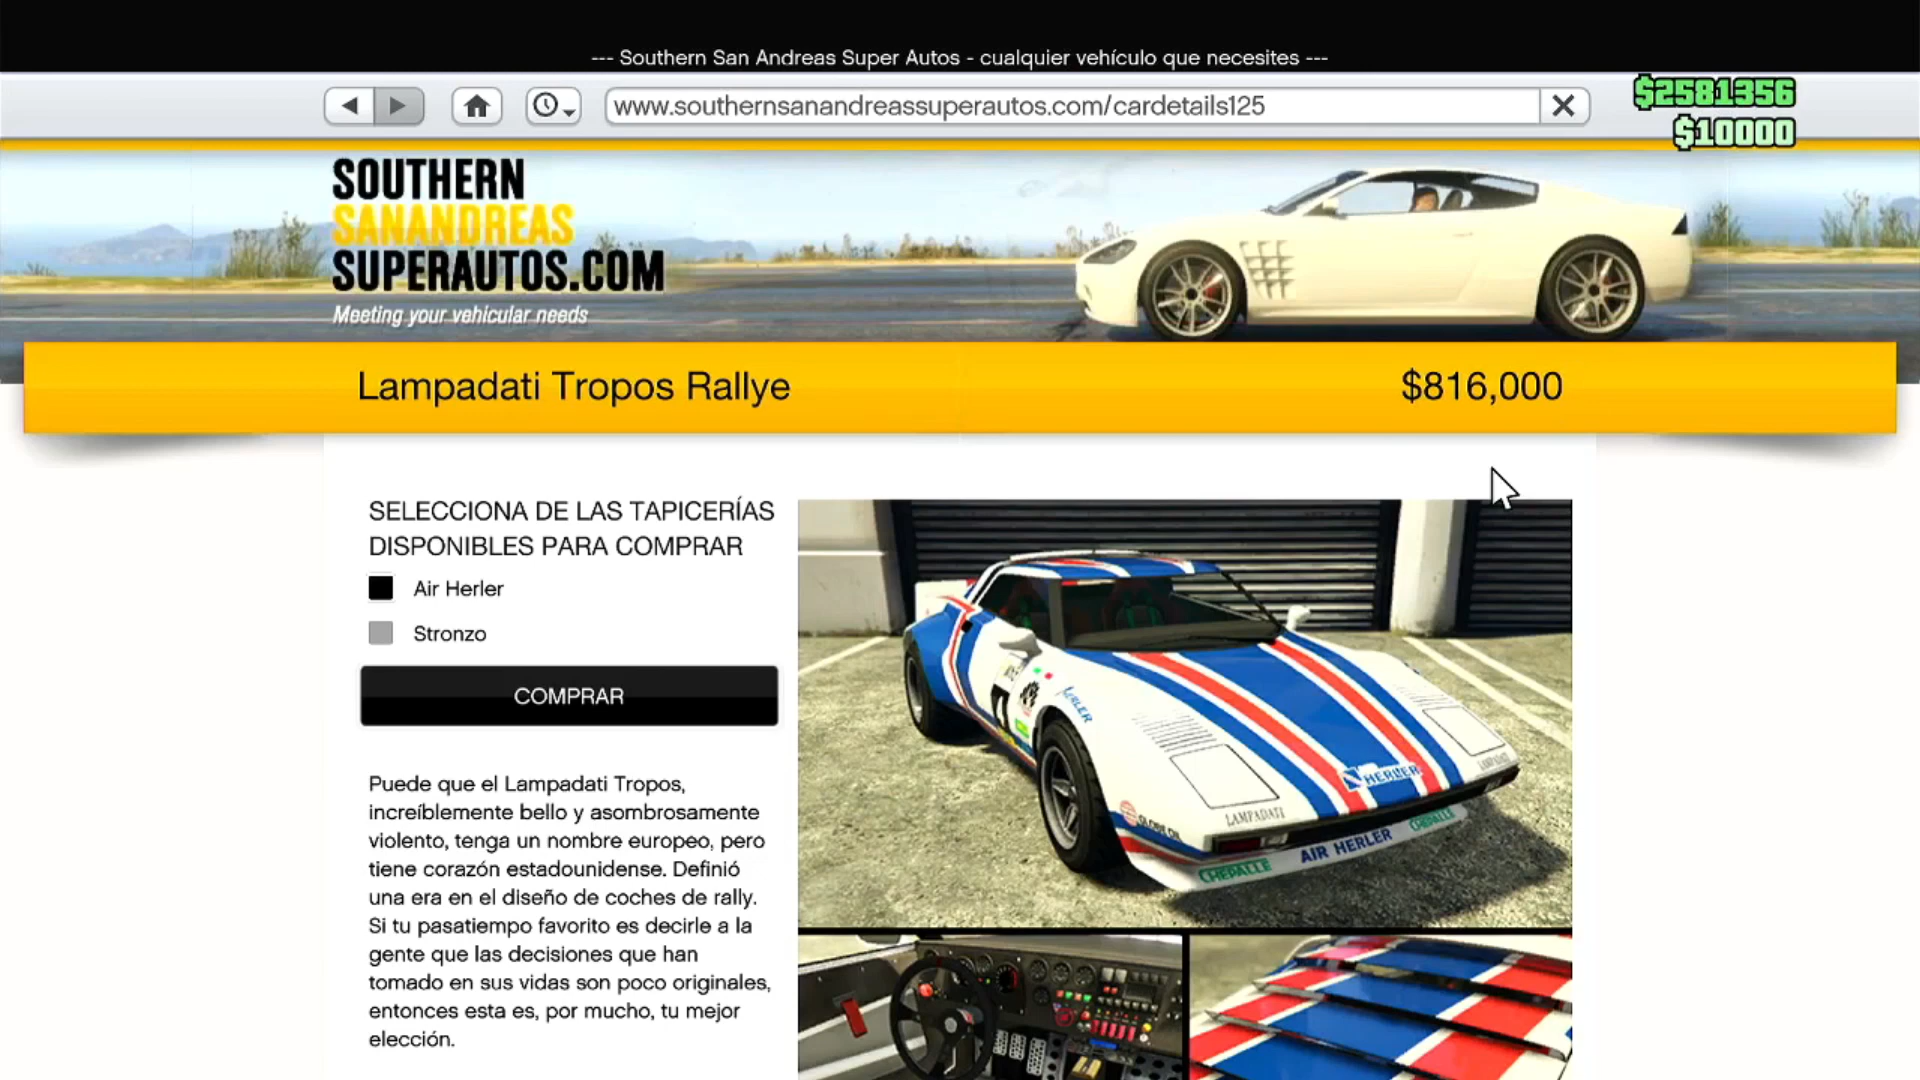 --- Southern San Andreas Super Autos - cualquier vehículo que necesites ---
www.southernsanandreassuperautos.com/cardetails125
$2581356
$10000
SOUTHERN
SANANDREAS
SUPERAUTOS.COM
Meeting your vehicular needs
Lampadati Tropos Rallye
$816,000
SELECCIONA DE LAS TAPICERÍAS
DISPONIBLES PARA COMPRAR
Air Herler
Stronzo
COMPRAR
Puede que el Lampadati Tropos,
increíblemente bello y asombrosamente
violento, tenga un nombre europeo, pero
tiene corazón estadounidense. Definió
una era en el diseño de coches de rally.
Si tu pasatiempo favorito es decirle a la
gente que las decisiones que han
tomado en sus vidas son poco originales,
entonces esta es, por mucho, tu mejor
elección.
HERLER
HERLER
LAMPADATI
GLOBE OIL
CHEPALLE
AIR HERLER
CHEPALLE